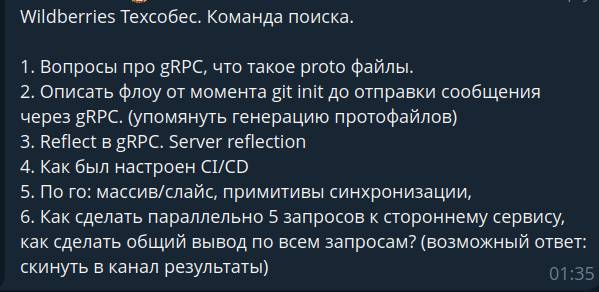 Wildberries Техсобес. Команда поиска.
1. Вопросы про gRPC, что такое proto файлы.
2. Описать флоу от момента git init до отправки сообщения
через gRPC. (упомянуть генерацию протофайлов)
3. Reflect в gRPC. Server reflection
4. Как был настроен CI/CD
5. По го: массив/слайс, примитивы синхронизации,
6. Как сделать параллельно 5 запросов к стороннему сервису,
как сделать общий вывод по всем запросам? (возможный ответ:
скинуть в канал результаты)
01:35